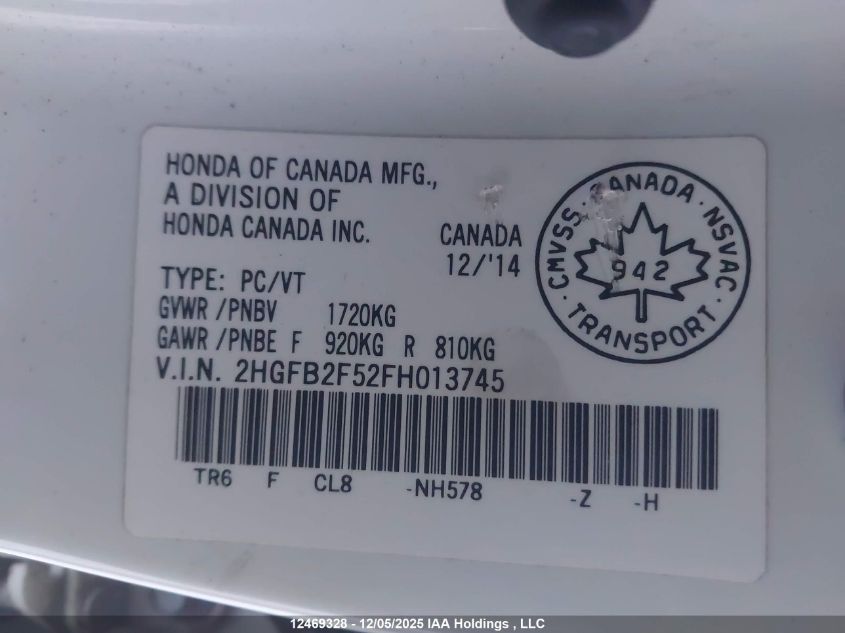 HONDA OF CANADA MFG.,
A DIVISION OF
HONDA CANADA INC.
CANADA
12/'14
CMVSS · CANADA · NSVAC · TRANSPORT ·
942
TYPE: PC/VT
GVWR /PNBV 1720KG
GAWR /PNBE F 920KG R 810KG
V.I.N. 2HGFB2F52FH013745
TR6 F CL8 -NH578 -Z -H
12469328 - 12/05/2025 IAA Holdings , LLC